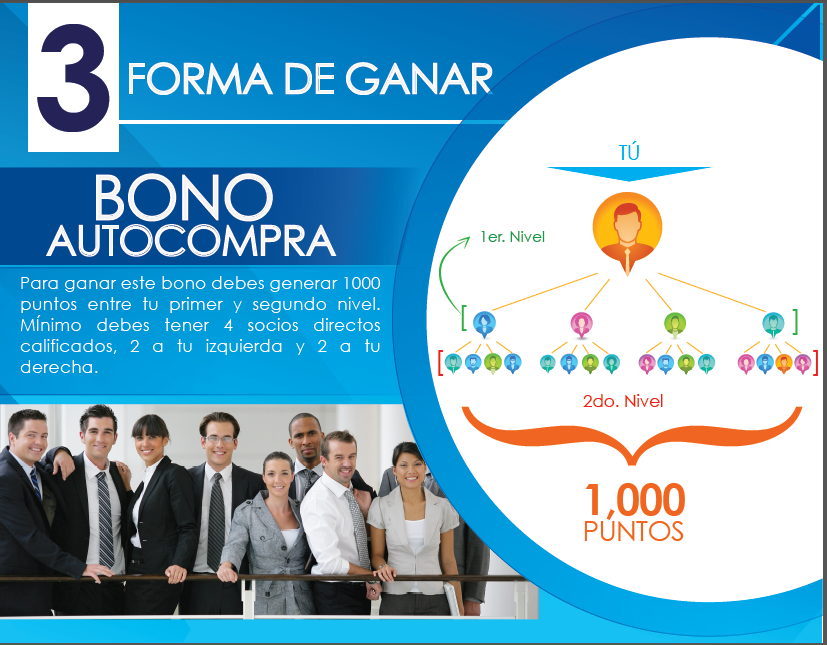 3
FORMA DE GANAR
BONO
AUTOCOMPRA
Para ganar este bono debes generar 1000
puntos entre tu primer y segundo nivel.
MÍnimo debes tener 4 socios directos
calificados, 2 a tu izquierda y 2 a tu
derecha.
TÚ
1er. Nivel
2do. Nivel
1,000
PUNTOS